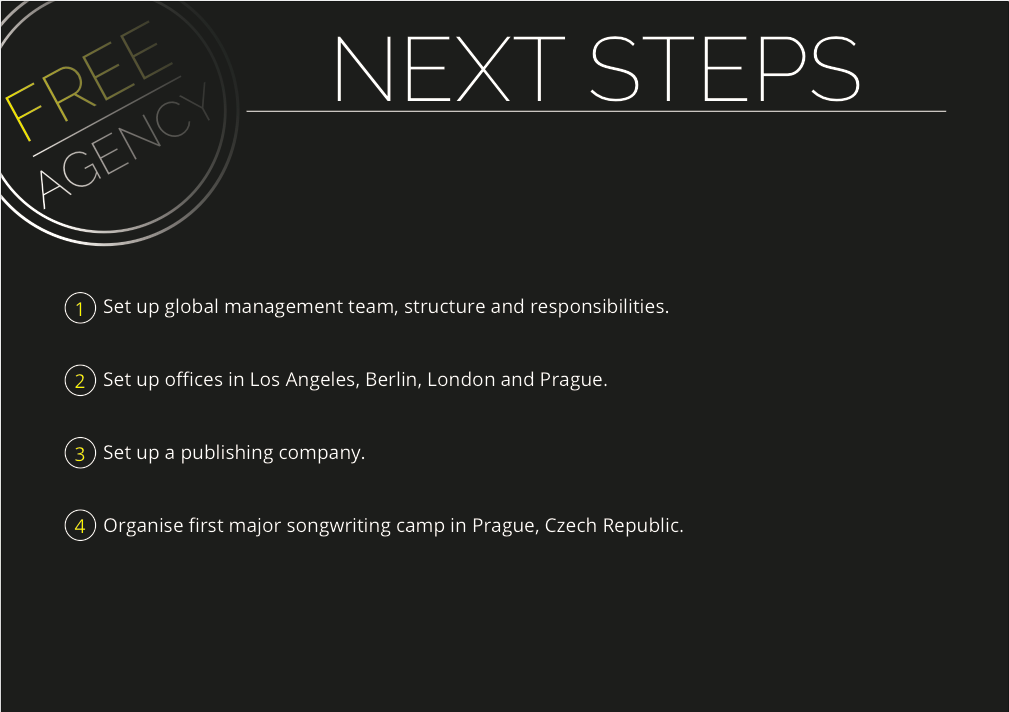 FREE
AGENCY
NEXT STEPS
1 Set up global management team, structure and responsibilities.
2 Set up offices in Los Angeles, Berlin, London and Prague.
3 Set up a publishing company.
4 Organise first major songwriting camp in Prague, Czech Republic.